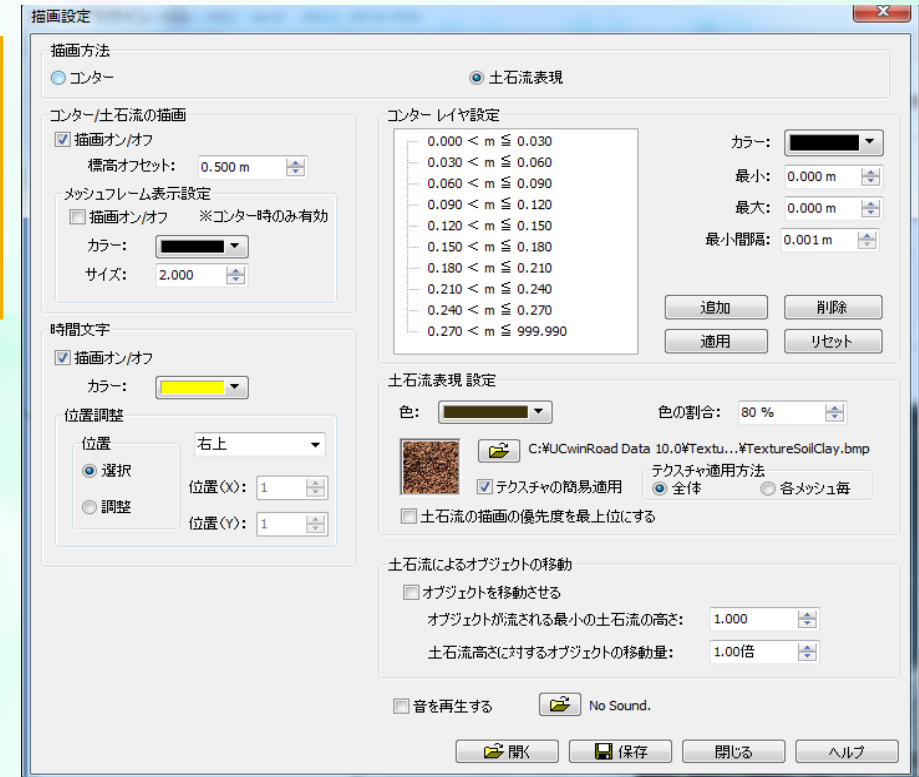 描画設定
描画方法
コンター
土石流表現
コンター/土石流の描画
描画オン/オフ
標高オフセット: 0.500 m
メッシュフレーム表示設定
描画オン/オフ ※コンター時のみ有効
カラー:
サイズ: 2.000
時間文字
描画オン/オフ
カラー:
位置調整
位置
選択
調整
右上
位置(X): 1
位置(Y): 1
コンター レイヤ設定
0.000 < m ≦ 0.030
0.030 < m ≦ 0.060
0.060 < m ≦ 0.090
0.090 < m ≦ 0.120
0.120 < m ≦ 0.150
0.150 < m ≦ 0.180
0.180 < m ≦ 0.210
0.210 < m ≦ 0.240
0.240 < m ≦ 0.270
0.270 < m ≦ 999.990
カラー:
最小: 0.000 m
最大: 0.000 m
最小間隔: 0.001 m
追加 削除
適用 リセット
土石流表現 設定
色: 色の割合: 80 %
C:¥UCwinRoad Data 10.0¥Textu...¥TextureSoilClay.bmp
テクスチャの簡易適用
テクスチャ適用方法
全体 各メッシュ毎
土石流の描画の優先度を最上位にする
土石流によるオブジェクトの移動
オブジェクトを移動させる
オブジェクトが流される最小の土石流の高さ: 1.000
土石流高さに対するオブジェクトの移動量: 1.00倍
音を再生する No Sound.
開く 保存 閉じる ヘルプ